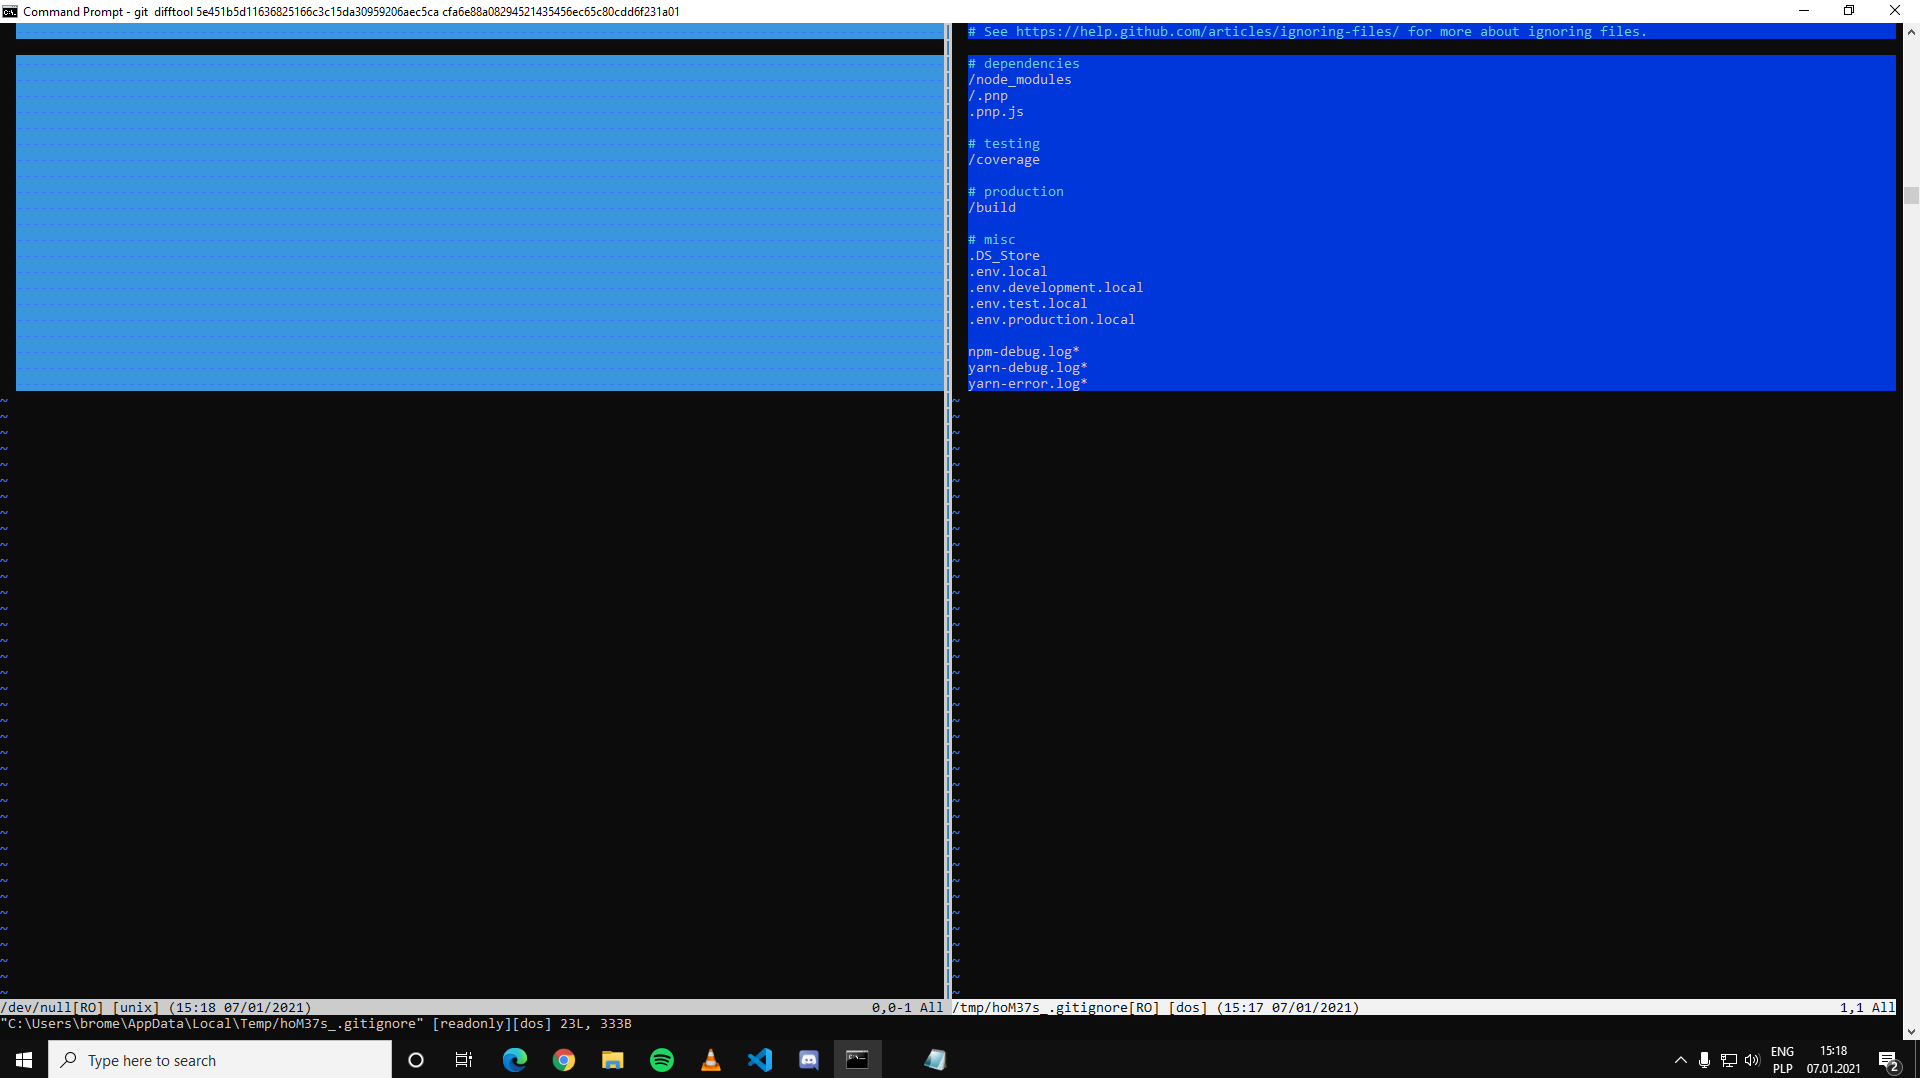 Command Prompt - git  difftool 5e451b5d11636825166c3c15da30959206aec5ca cfa6e88a08294521435456ec65c80cdd6f231a01
# See https://help.github.com/articles/ignoring-files/ for more about ignoring files.
# dependencies
/node_modules
/.pnp
.pnp.js
# testing
/coverage
# production
/build
# misc
.DS_Store
.env.local
.env.development.local
.env.test.local
.env.production.local
npm-debug.log*
yarn-debug.log*
yarn-error.log*
/dev/null[RO] [unix] (15:18 07/01/2021) 0,0-1 All /tmp/hoM37s_.gitignore[RO] [dos] (15:17 07/01/2021) 1,1 All
"C:\Users\brome\AppData\Local\Temp/hoM37s_.gitignore" [readonly][dos] 23L, 333B
Type here to search
ENG
PLP
15:18
07.01.2021
2